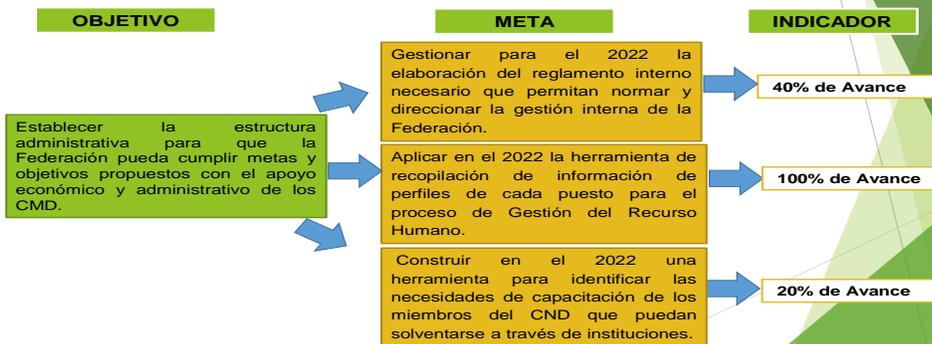 OBJETIVO
META
INDICADOR
Establecer la estructura
administrativa para que la
Federación pueda cumplir metas y
objetivos propuestos con el apoyo
económico y administrativo de los
CMD.
Gestionar para el 2022 la
elaboración del reglamento interno
necesario que permitan normar y
direccionar la gestión interna de la
Federación.
40% de Avance
Aplicar en el 2022 la herramienta de
recopilación de información de
perfiles de cada puesto para el
proceso de Gestión del Recurso
Humano.
100% de Avance
Construir en el 2022 una
herramienta para identificar las
necesidades de capacitación de los
miembros del CND que puedan
solventarse a través de instituciones.
20% de Avance